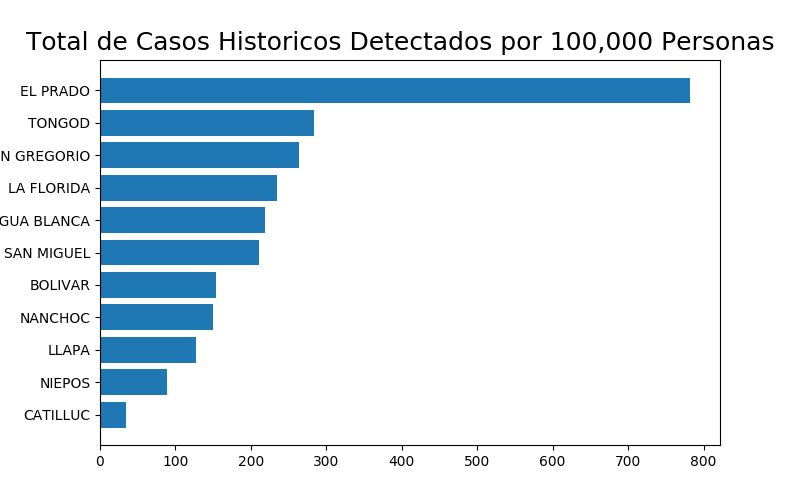 Total de Casos Historicos Detectados por 100,000 Personas
EL PRADO
TONGOD
N GREGORIO
LA FLORIDA
GUA BLANCA
SAN MIGUEL
BOLIVAR
NANCHOC
LLAPA
NIEPOS
CATILLUC
0 100 200 300 400 500 600 700 800